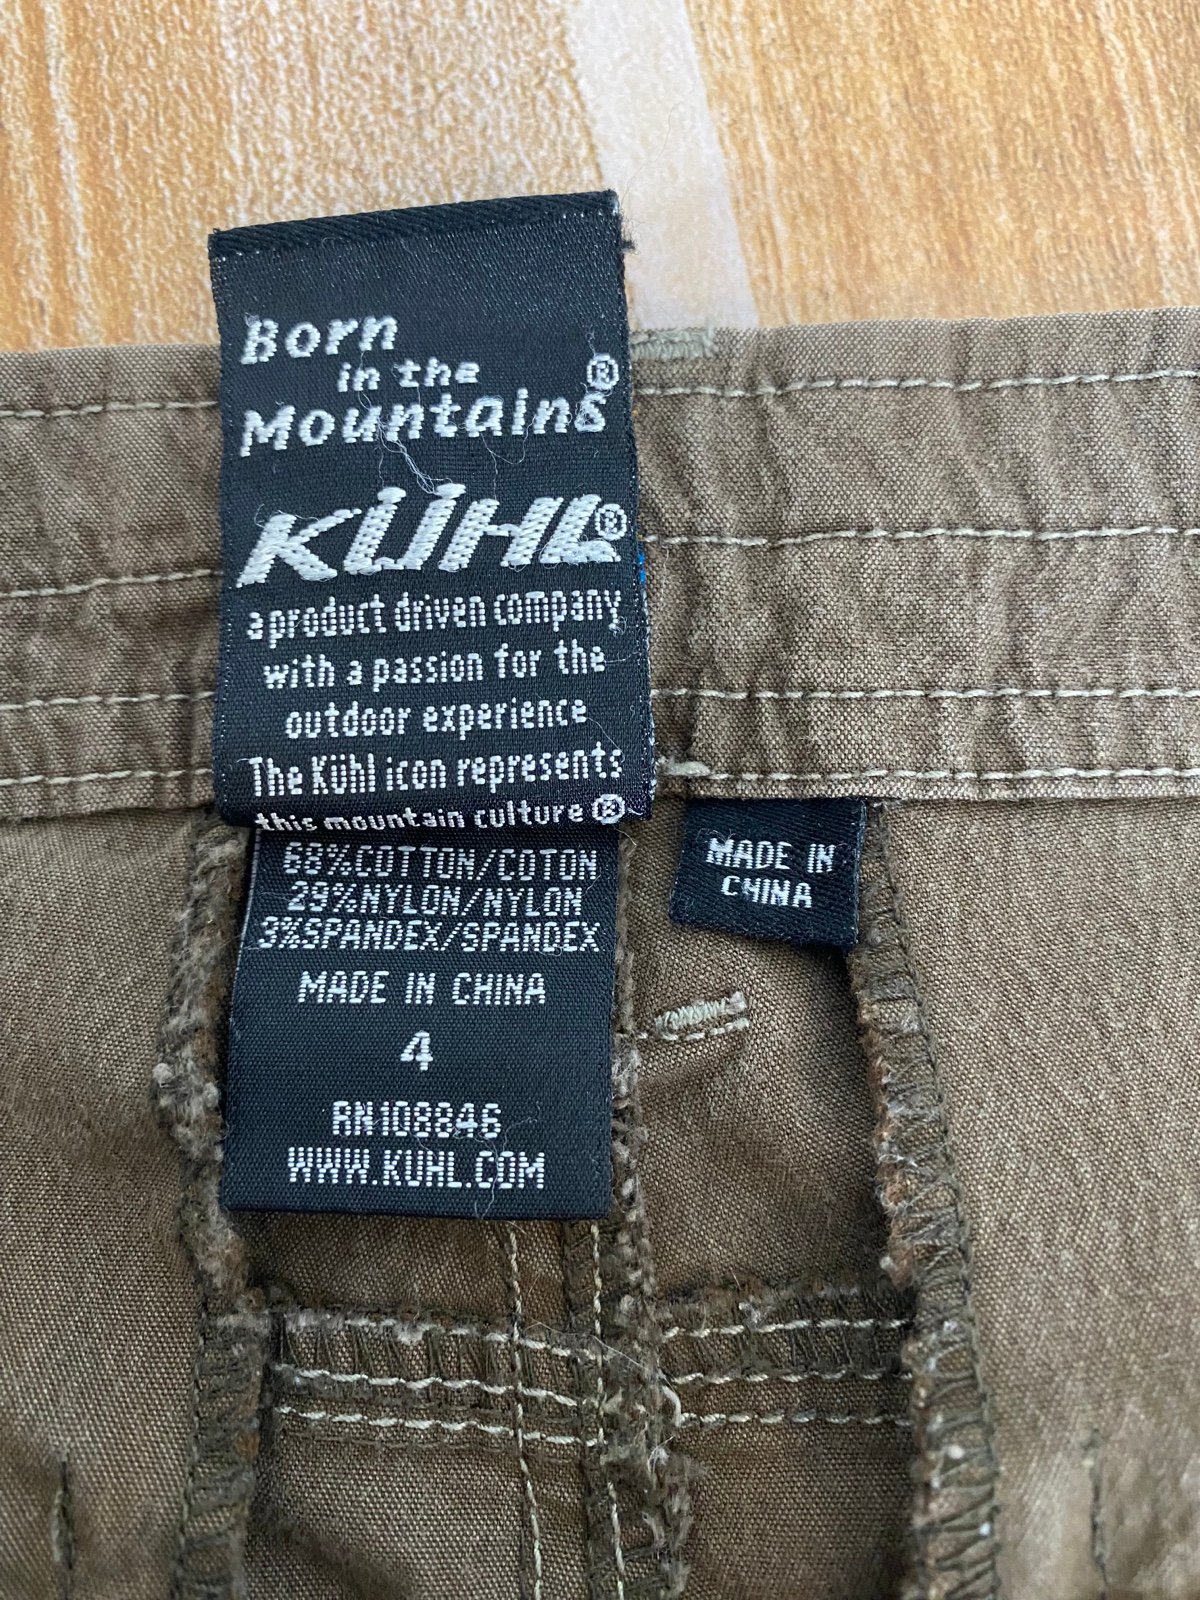 Born
in the
Mountains®
KÜHL®
a product driven company
with a passion for the
outdoor experience
The Kühl icon represents
this mountain culture ®
68%COTTON/COTON
29%NYLON/NYLON
3%SPANDEX/SPANDEX
MADE IN CHINA
4
RN108846
WWW.KUHL.COM
MADE IN
CHINA